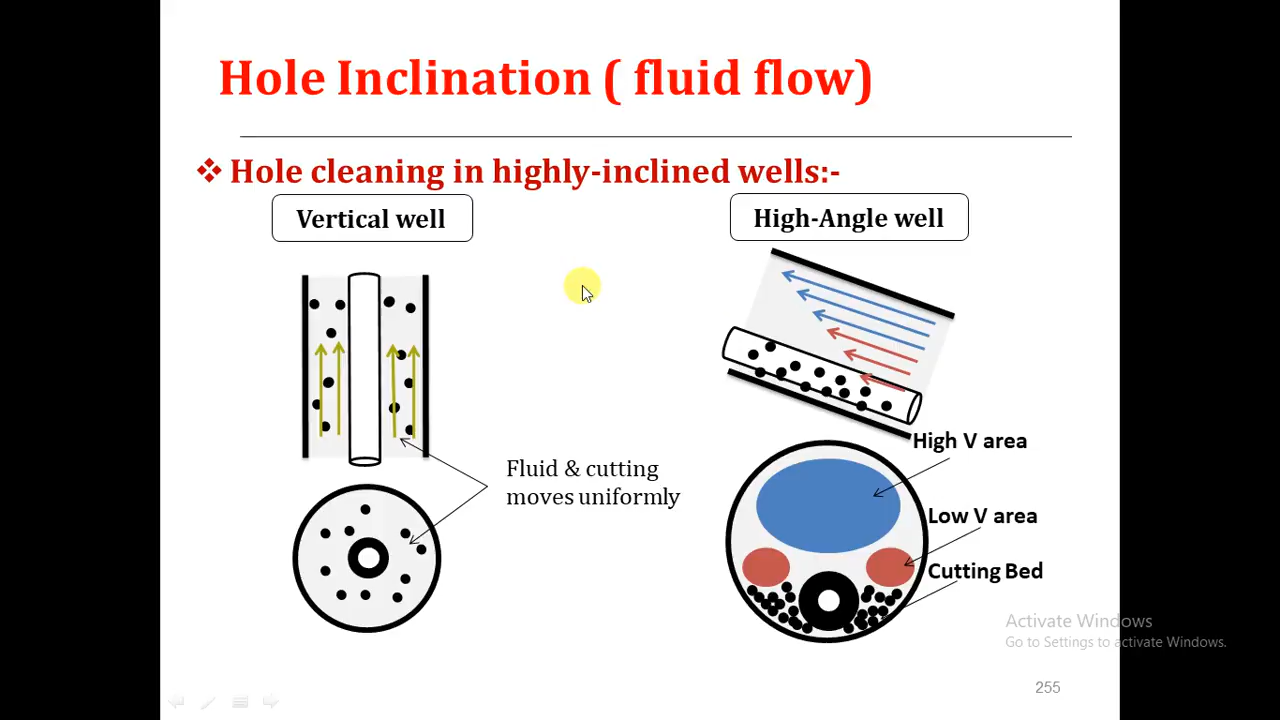 Hole Inclination ( fluid flow)
❖ Hole cleaning in highly-inclined wells:-
Vertical well
High-Angle well
Fluid & cutting
moves uniformly
High V area
Low V area
Cutting Bed
Activate Windows
Go to Settings to activate Windows.
255